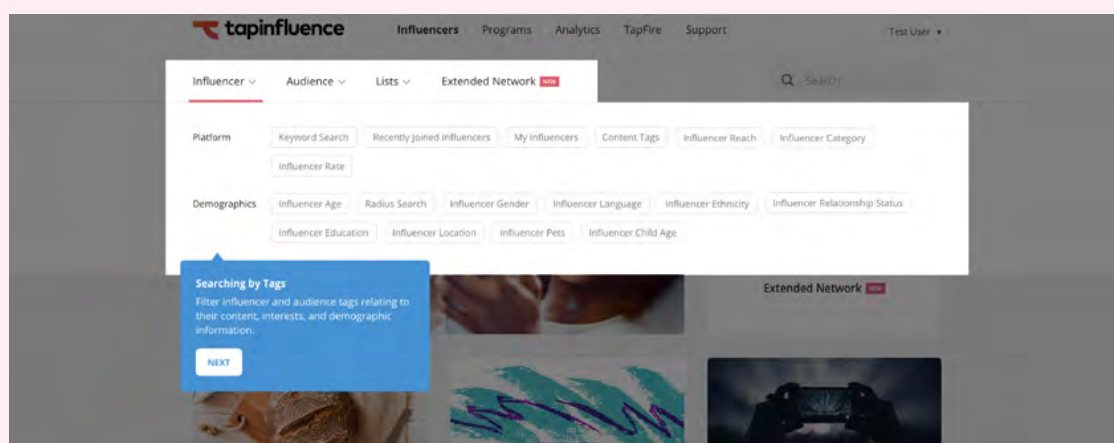 tapinfluence Influencers Programs Analytics TapFire Support Test User
Influencer Audience Lists Extended Network NEW Search
Platform Keyword Search Recently Joined Influencers My Influencers Content Tags Influencer Reach Influencer Category
Influencer Rate
Demographics Influencer Age Radius Search Influencer Gender Influencer Language Influencer Ethnicity Influencer Relationship Status
Influencer Education Influencer Location Influencer Pets Influencer Child Age
Searching by Tags
Filter influencer and audience tags relating to
their content, interests, and demographic
information.
NEXT
Extended Network NEW